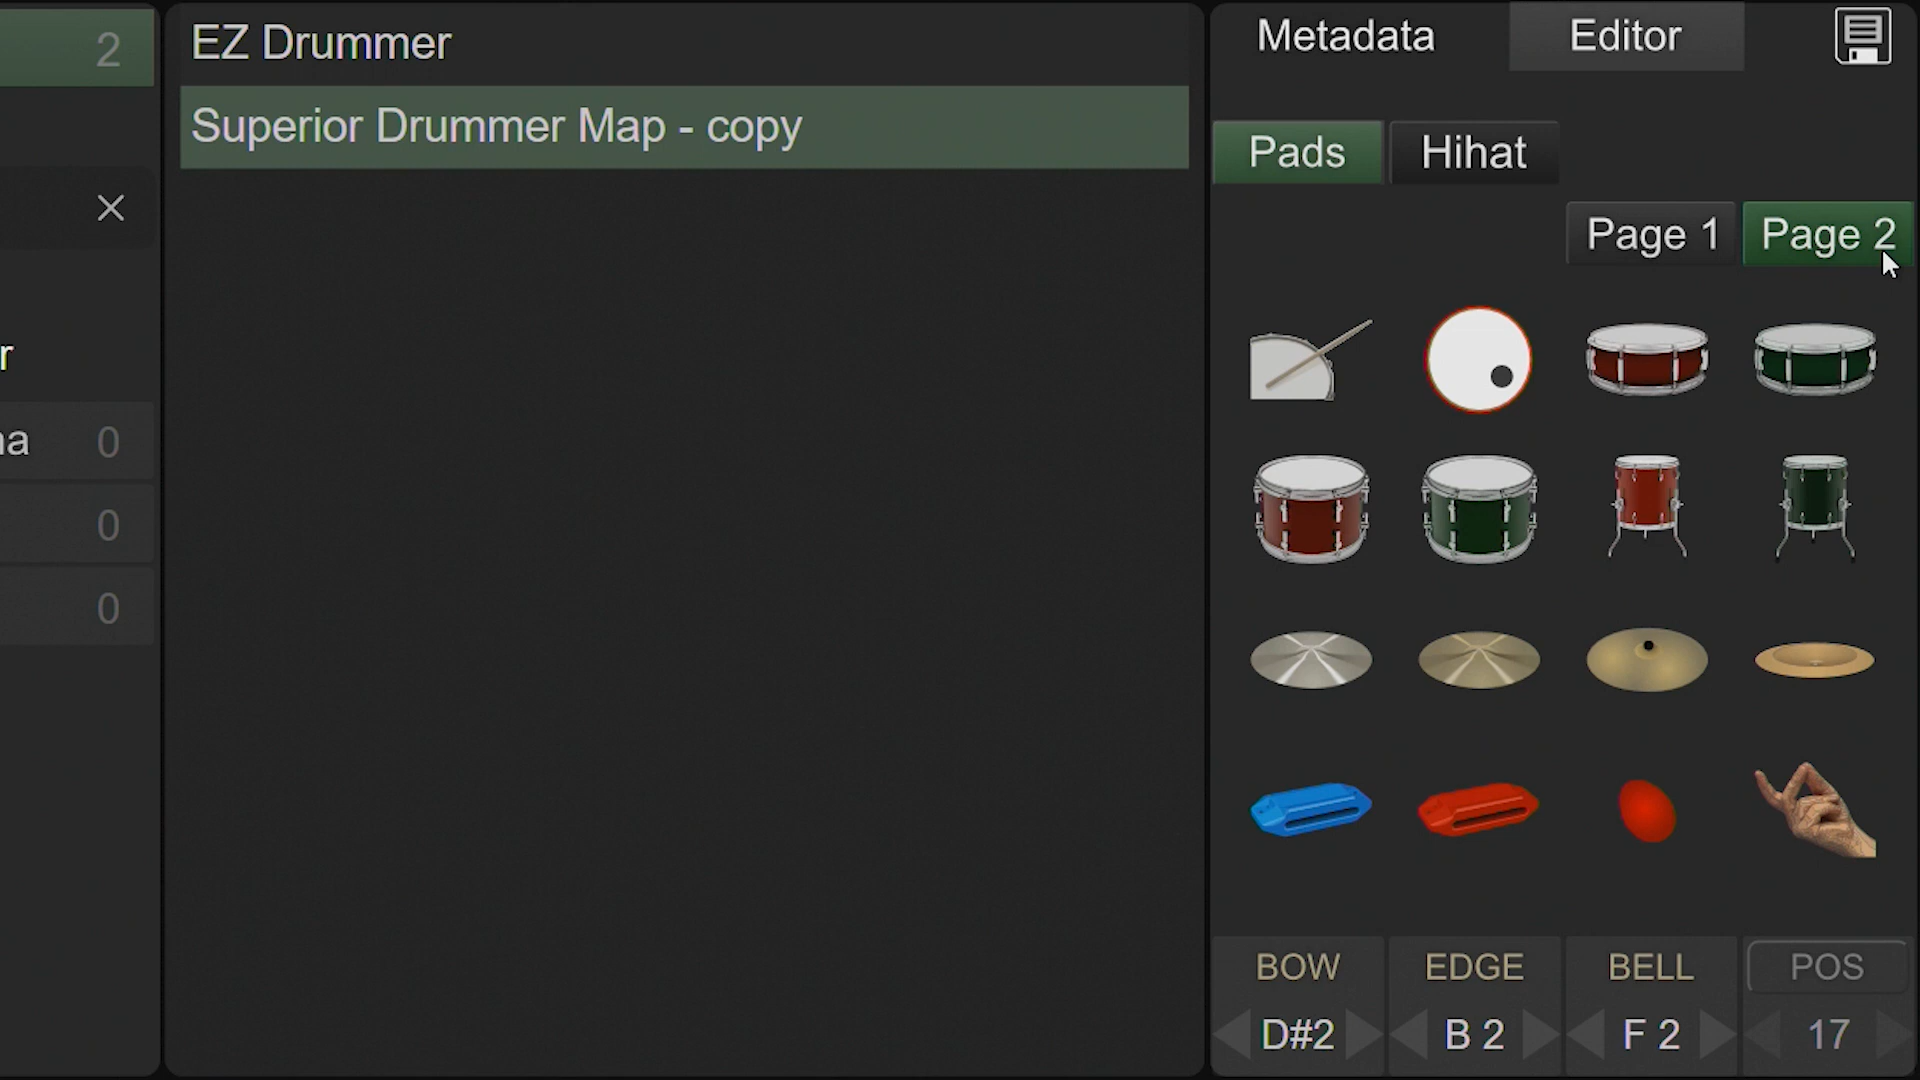 2
r
na 0
0
0
EZ Drummer
Superior Drummer Map - copy
Metadata Editor
Pads Hihat
Page 1 Page 2
BOW EDGE BELL POS
D#2 B 2 F 2 17